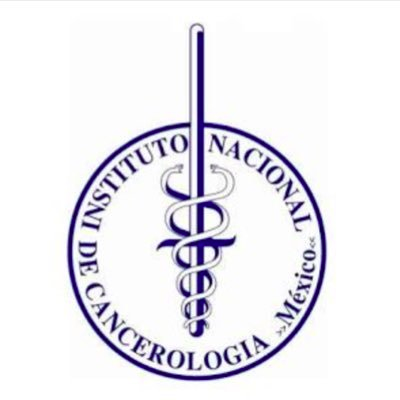 INSTITUTO NACIONAL
DE CANCEROLOGIA »México«